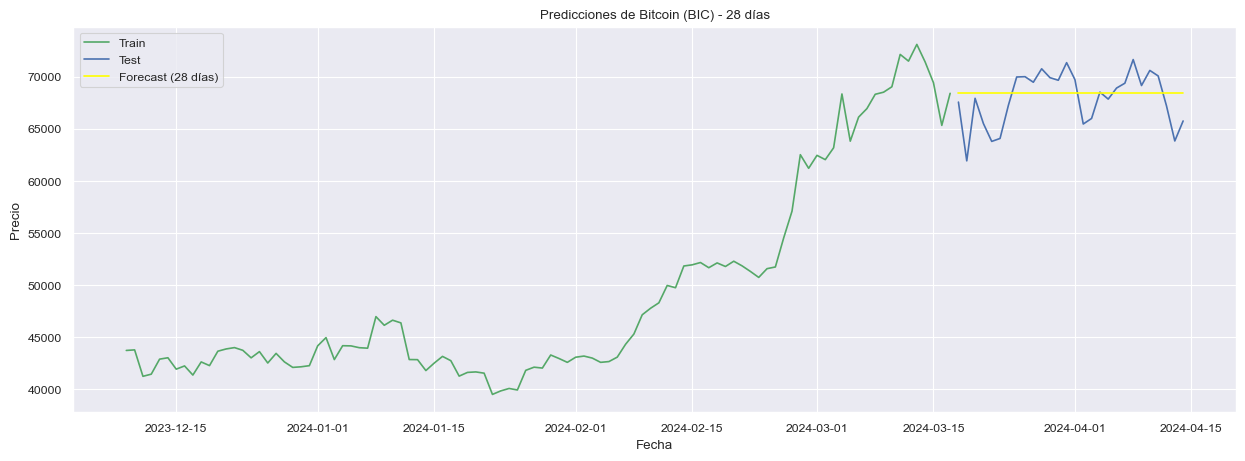 Predicciones de Bitcoin (BIC) - 28 días
Train
Test
Forecast (28 días)
Precio
70000
65000
60000
55000
50000
45000
40000
2023-12-15
2024-01-01
2024-01-15
2024-02-01
2024-02-15
2024-03-01
2024-03-15
2024-04-01
2024-04-15
Fecha